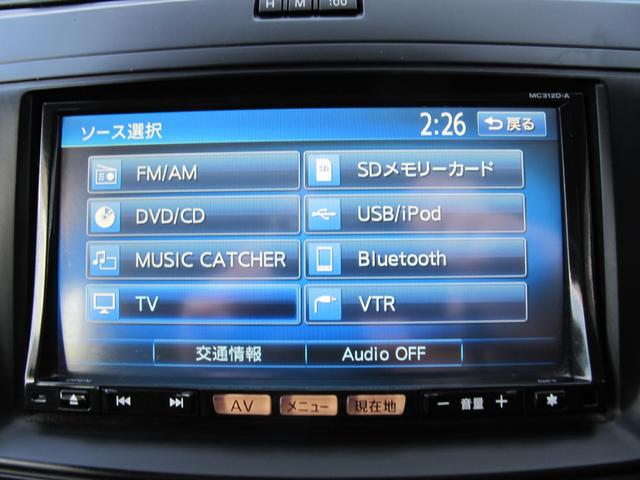 H M :00
MC312D-A
ソース選択 2:26 戻る
FM/AM SDメモリーカード
DVD/CD USB/iPod
MUSIC CATCHER Bluetooth
TV VTR
交通情報 Audio OFF
AV メニュー 現在地 − 音量 +